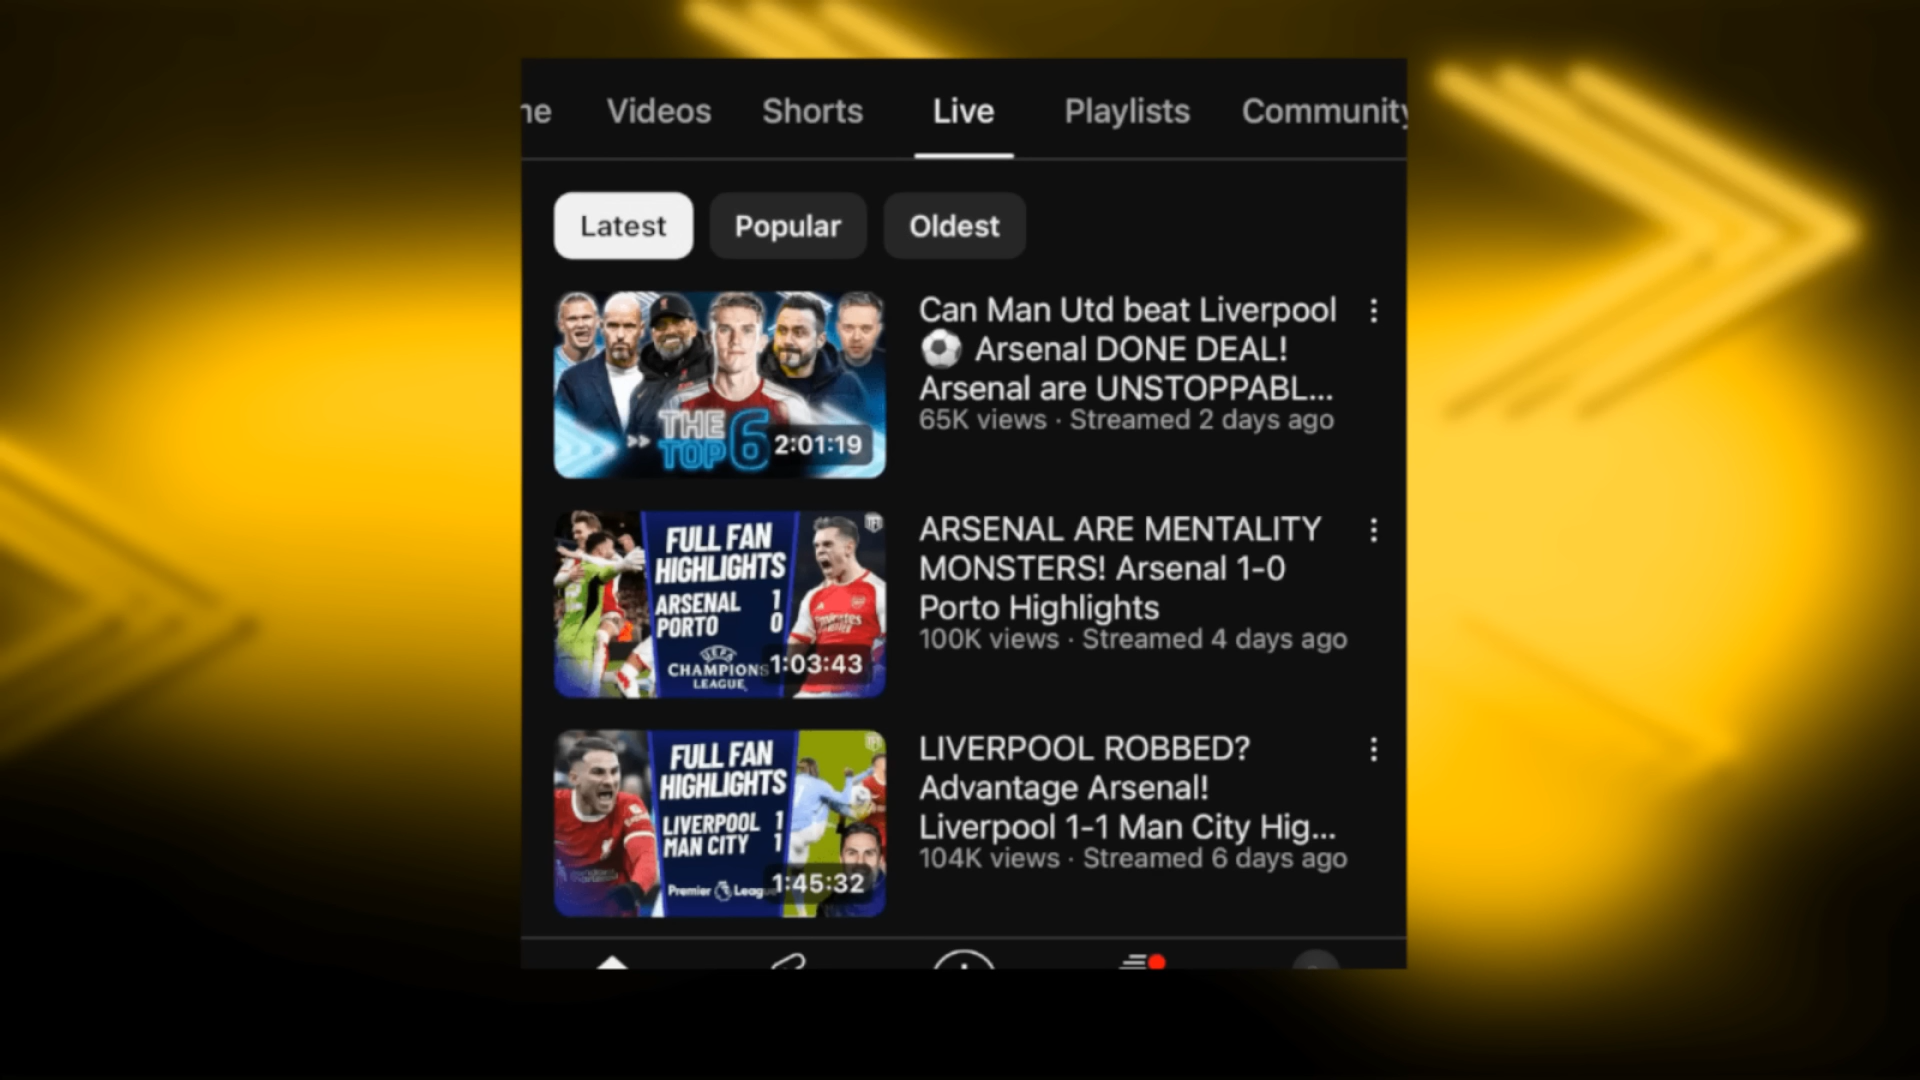 ne Videos Shorts Live Playlists Community
Latest Popular Oldest
THE
TOP 6
2:01:19
Can Man Utd beat Liverpool
⚽ Arsenal DONE DEAL!
Arsenal are UNSTOPPABL...
65K views · Streamed 2 days ago
FULL FAN
HIGHLIGHTS
ARSENAL 1
PORTO 0
UEFA
CHAMPIONS
LEAGUE
1:03:43
ARSENAL ARE MENTALITY
MONSTERS! Arsenal 1-0
Porto Highlights
100K views · Streamed 4 days ago
FULL FAN
HIGHLIGHTS
LIVERPOOL 1
MAN CITY 1
Premier League
1:45:32
LIVERPOOL ROBBED?
Advantage Arsenal!
Liverpool 1-1 Man City Hig...
104K views · Streamed 6 days ago